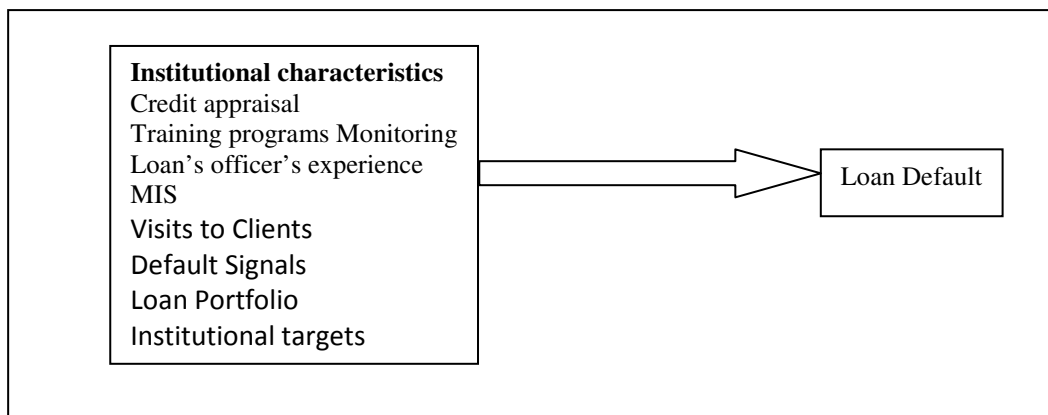 Institutional characteristics
Credit appraisal
Training programs Monitoring
Loan's officer's experience
MIS
Visits to Clients
Default Signals
Loan Portfolio
Institutional targets
Loan Default